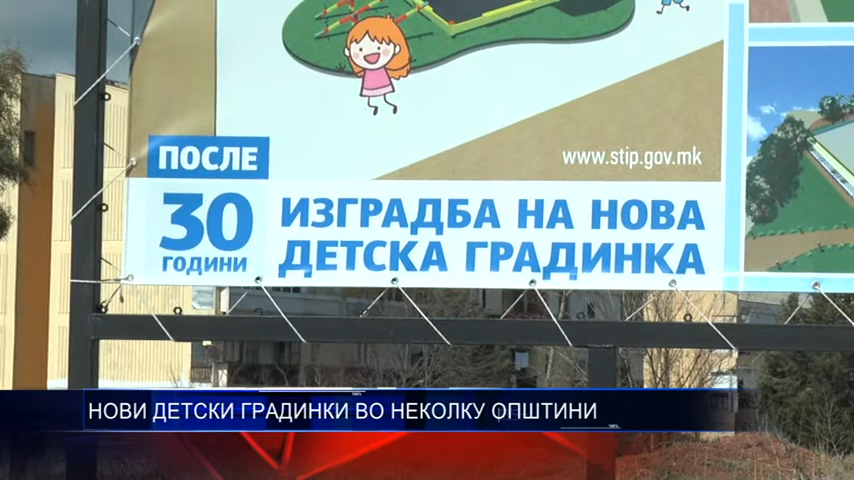 www.stip.gov.mk
ПОСЛЕ
30
ГОДИНИ
ИЗГРАДБА НА НОВА
ДЕТСКА ГРАДИНКА
НОВИ ДЕТСКИ ГРАДИНКИ ВО НЕКОЛКУ ОПШТИНИ